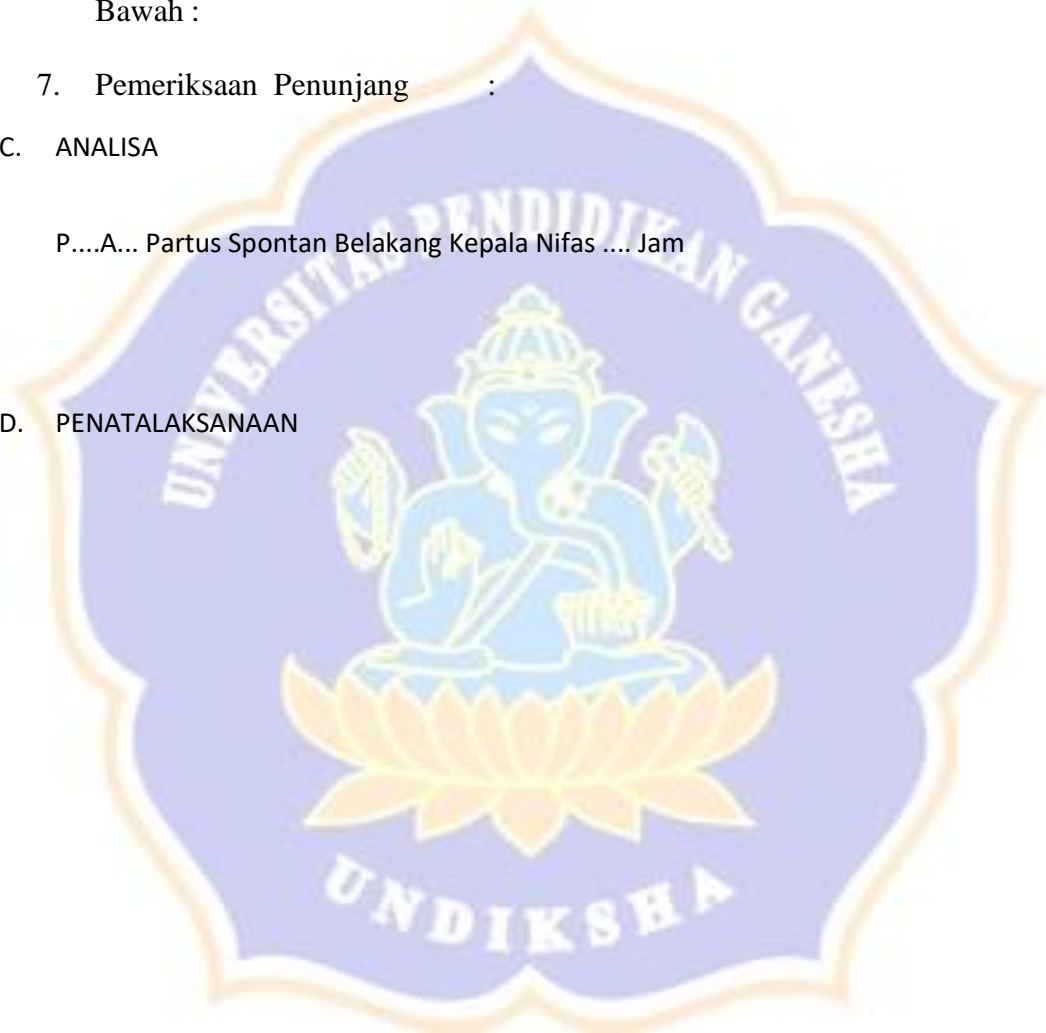 Bawah :
7. Pemeriksaan Penunjang :
C. ANALISA
P....A... Partus Spontan Belakang Kepala Nifas .... Jam
D. PENATALAKSANAAN
UNIVERSITAS PENDIDIKAN GANESHA
UNDIKSHA